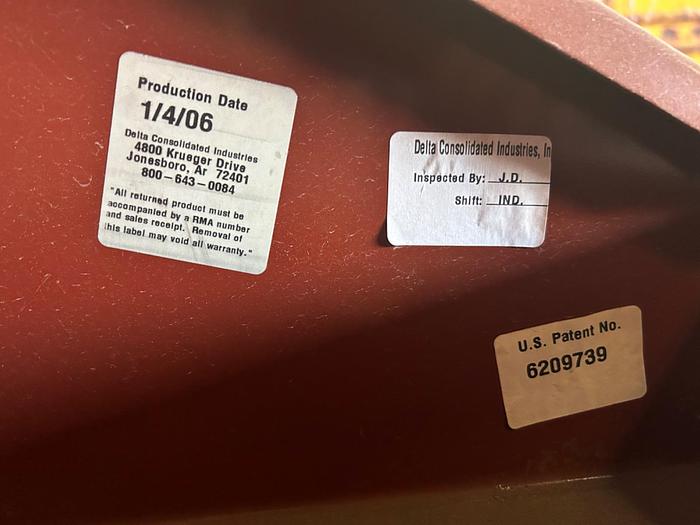 Production Date
1/4/06
Delta Consolidated Industries
4800 Krueger Drive
Jonesboro, Ar 72401
800-643-0084
"All returned product must be
accompanied by a RMA number
and sales receipt. Removal of
this label may void all warranty."
Delta Consolidated Industries, In
Inspected By: J.D.
Shift: IND.
U.S. Patent No.
6209739